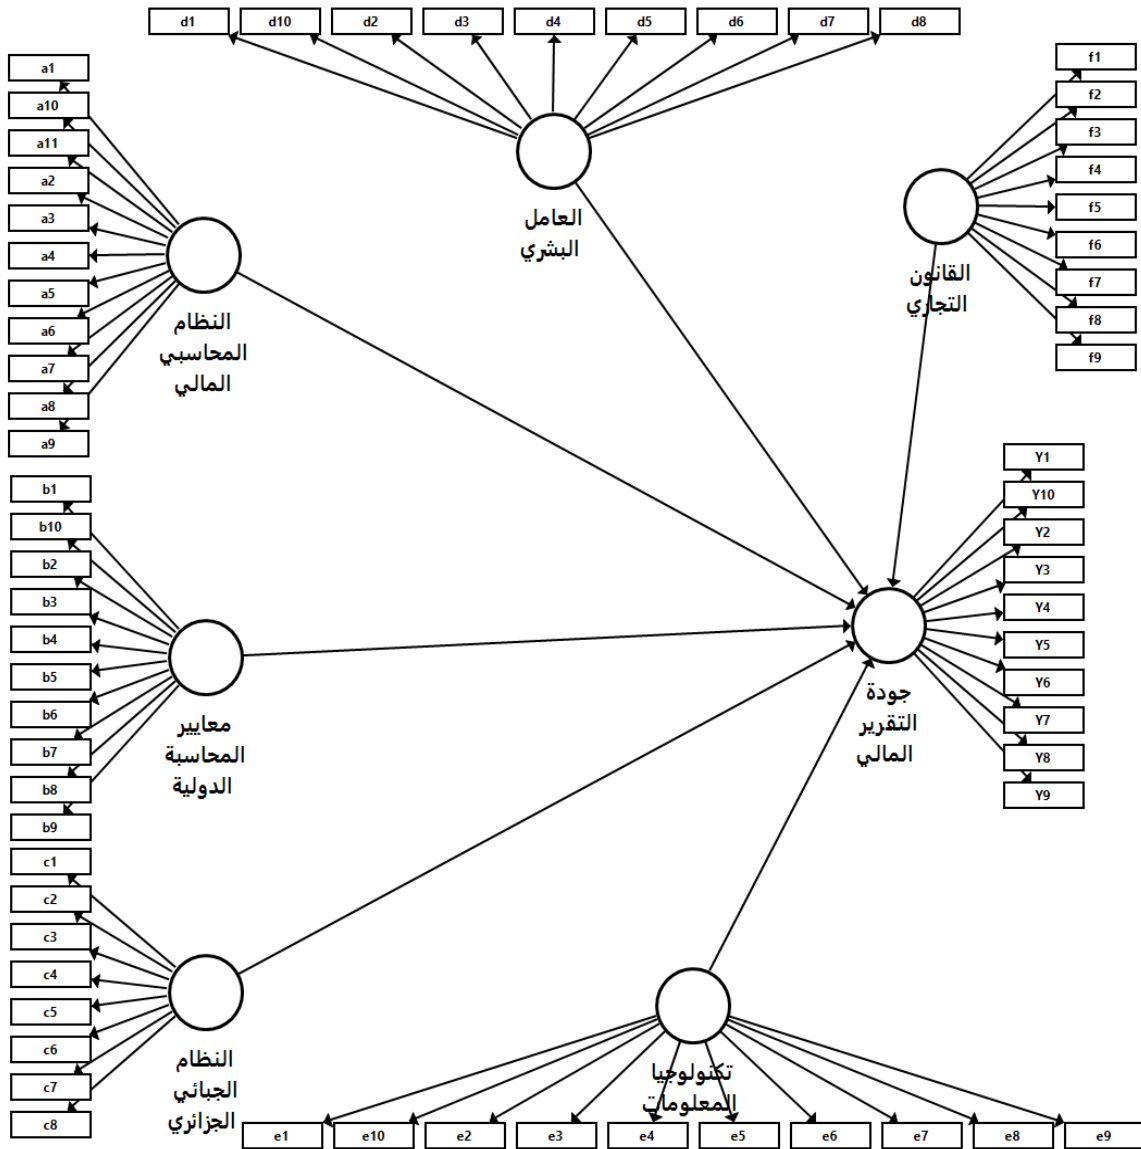 d1
d10
d2
d3
d4
d5
d6
d7
d8
العامل
البشري
f1
f2
f3
f4
f5
f6
f7
f8
f9
القانون
التجاري
a1
a10
a11
a2
a3
a4
a5
a6
a7
a8
a9
النظام
المحاسبي
المالي
b1
b10
b2
b3
b4
b5
b6
b7
b8
b9
معايير
المحاسبة
الدولية
Y1
Y10
Y2
Y3
Y4
Y5
Y6
Y7
Y8
Y9
جودة
التقرير
المالي
c1
c2
c3
c4
c5
c6
c7
c8
النظام
الجبائي
الجزائري
تكنولوجيا
المعلومات
e1
e10
e2
e3
e4
e5
e6
e7
e8
e9